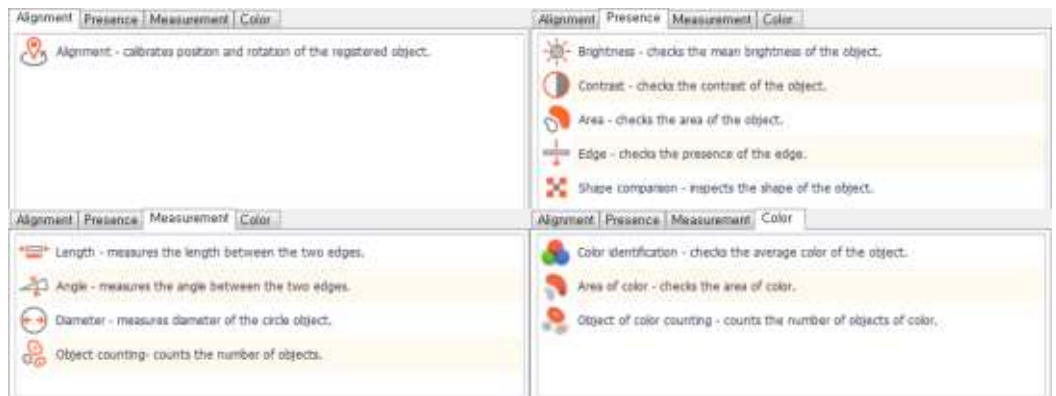 Alignment Presence Measurement Color
Alignment - calibrates position and rotation of the registered object.
Alignment Presence Measurement Color
Brightness - checks the mean brightness of the object.
Contrast - checks the contrast of the object.
Area - checks the area of the object.
Edge - checks the presence of the edge.
Shape comparison - inspects the shape of the object.
Alignment Presence Measurement Color
Length - measures the length between the two edges.
Angle - measures the angle between the two edges.
Diameter - measures diameter of the circle object.
Object counting- counts the number of objects.
Alignment Presence Measurement Color
Color identification - checks the average color of the object.
Area of color - checks the area of color.
Object of color counting - counts the number of objects of color.